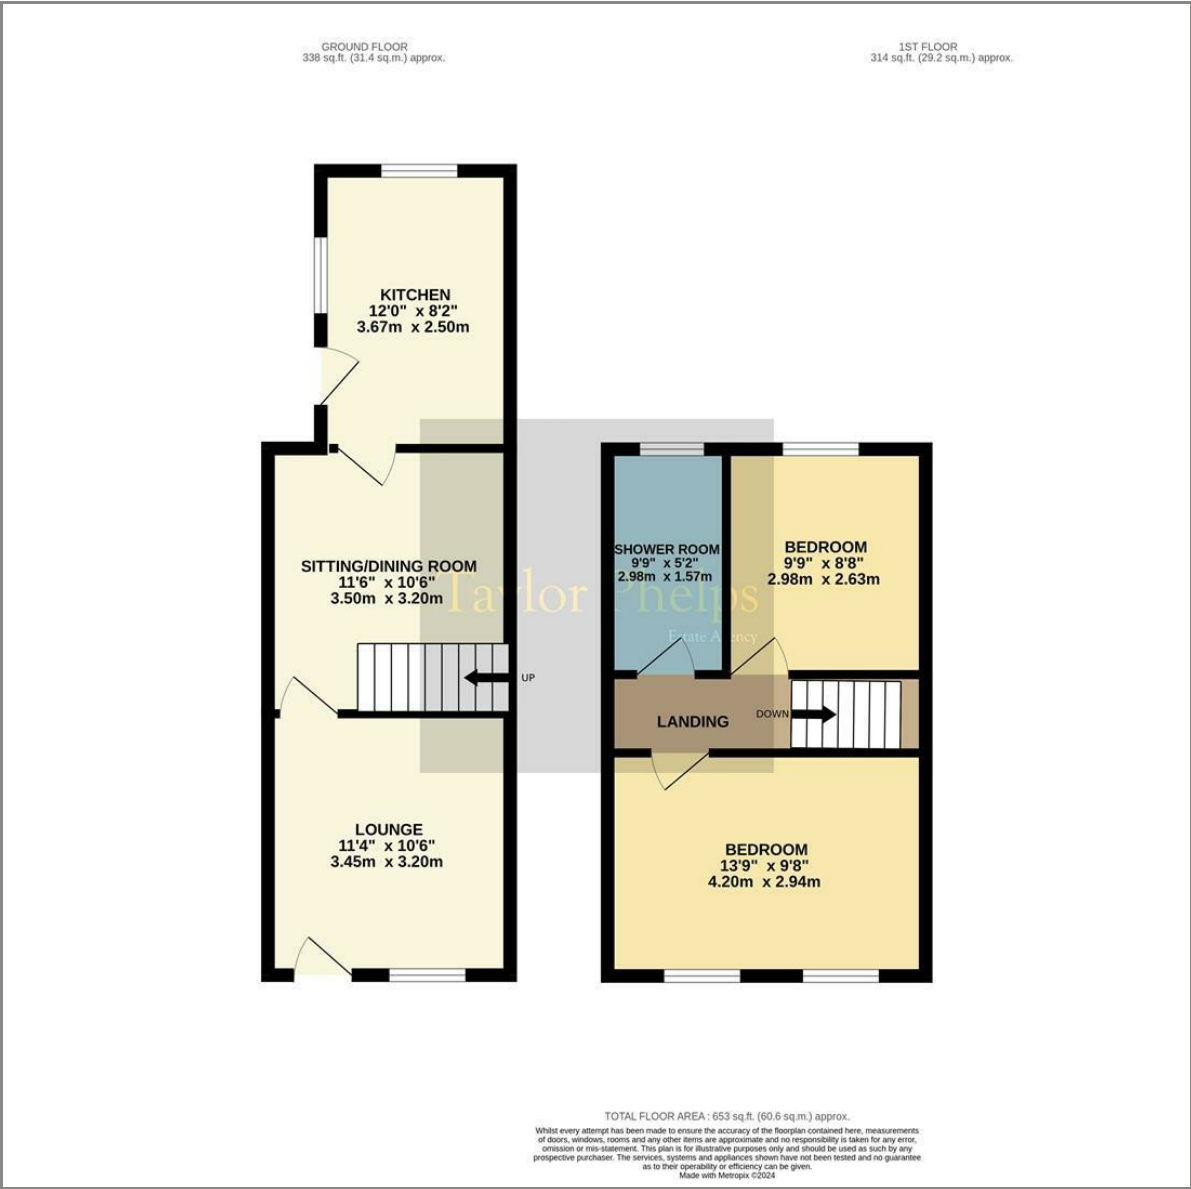 GROUND FLOOR
338 sq.ft. (31.4 sq.m.) approx.
1ST FLOOR
314 sq.ft. (29.2 sq.m.) approx.
KITCHEN
12'0" x 8'2"
3.67m x 2.50m
SITTING/DINING ROOM
11'6" x 10'6"
3.50m x 3.20m
UP
LOUNGE
11'4" x 10'6"
3.45m x 3.20m
SHOWER ROOM
9'9" x 5'2"
2.98m x 1.57m
BEDROOM
9'9" x 8'8"
2.98m x 2.63m
Taylor Phelps
Estate Agency
LANDING
DOWN
BEDROOM
13'9" x 9'8"
4.20m x 2.94m
TOTAL FLOOR AREA : 653 sq.ft. (60.6 sq.m.) approx.
Whilst every attempt has been made to ensure the accuracy of the floorplan contained here, measurements
of doors, windows, rooms and any other items are approximate and no responsibility is taken for any error,
omission or mis-statement. This plan is for illustrative purposes only and should be used as such by any
prospective purchaser. The services, systems and appliances shown have not been tested and no guarantee
as to their operability or efficiency can be given.
Made with Metropix ©2024